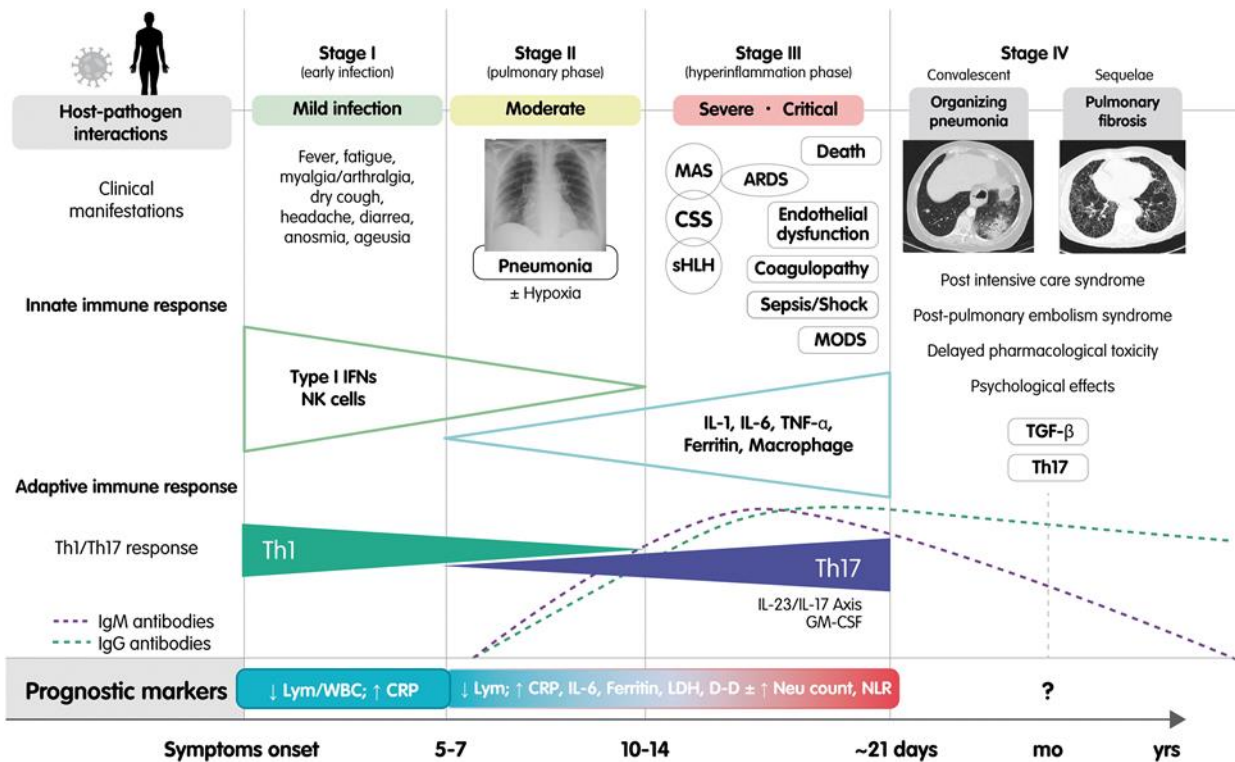 Stage I
(early infection)
Stage II
(pulmonary phase)
Stage III
(hyperinflammation phase)
Stage IV
Convalescent
Sequelae
Host-pathogen
interactions
Mild infection
Moderate
Severe · Critical
Organizing
pneumonia
Pulmonary
fibrosis
Clinical
manifestations
Fever, fatigue,
myalgia/arthralgia,
dry cough,
headache, diarrea,
anosmia, ageusia
Pneumonia
± Hypoxia
MAS
CSS
sHLH
ARDS
Death
Endothelial
dysfunction
Coagulopathy
Sepsis/Shock
MODS
Post intensive care syndrome
Post-pulmonary embolism syndrome
Delayed pharmacological toxicity
Psychological effects
TGF-β
Th17
Innate immune response
Type I IFNs
NK cells
IL-1, IL-6, TNF-α,
Ferritin, Macrophage
Adaptive immune response
Th1/Th17 response
Th1
Th17
IL-23/IL-17 Axis
GM-CSF
IgM antibodies
IgG antibodies
Prognostic markers
↓ Lym/WBC; ↑ CRP
↓ Lym; ↑ CRP, IL-6, Ferritin, LDH, D-D ± ↑ Neu count, NLR
?
Symptoms onset
5-7
10-14
~21 days
mo
yrs